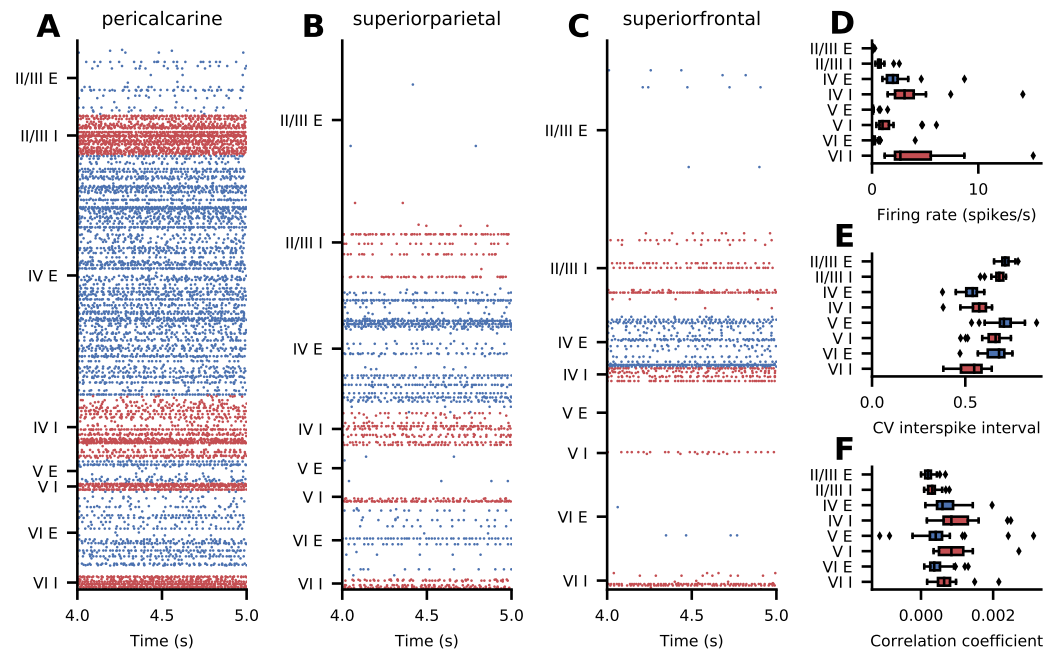 A pericalcarine
II/III E
II/III I
IV E
IV I
V E
V I
VI E
VI I
4.0 4.5 5.0
Time (s)
B superiorparietal
II/III E
II/III I
IV E
IV I
V E
V I
VI E
VI I
4.0 4.5 5.0
Time (s)
C superiorfrontal
II/III E
II/III I
IV E
IV I
V E
V I
VI E
VI I
4.0 4.5 5.0
Time (s)
D
II/III E
II/III I
IV E
IV I
V E
V I
VI E
VI I
0 10
Firing rate (spikes/s)
E
II/III E
II/III I
IV E
IV I
V E
V I
VI E
VI I
0.0 0.5
CV interspike interval
F
II/III E
II/III I
IV E
IV I
V E
V I
VI E
VI I
0.000 0.002
Correlation coefficient